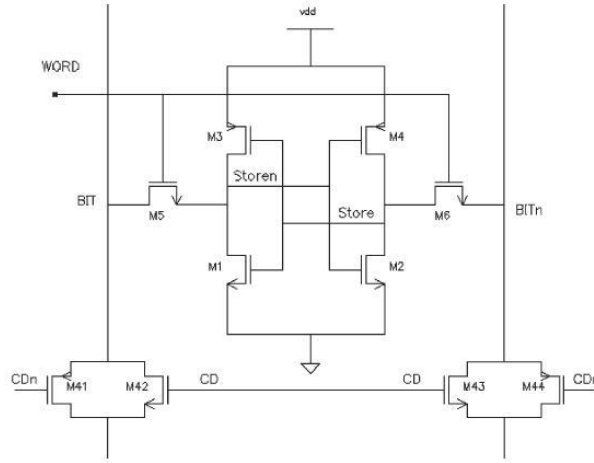 vdd
WORD
M3 M4
Storen
BIT M5 Store M6 BITn
M1 M2
CDn M41 M42 CD CD M43 M44 CDn